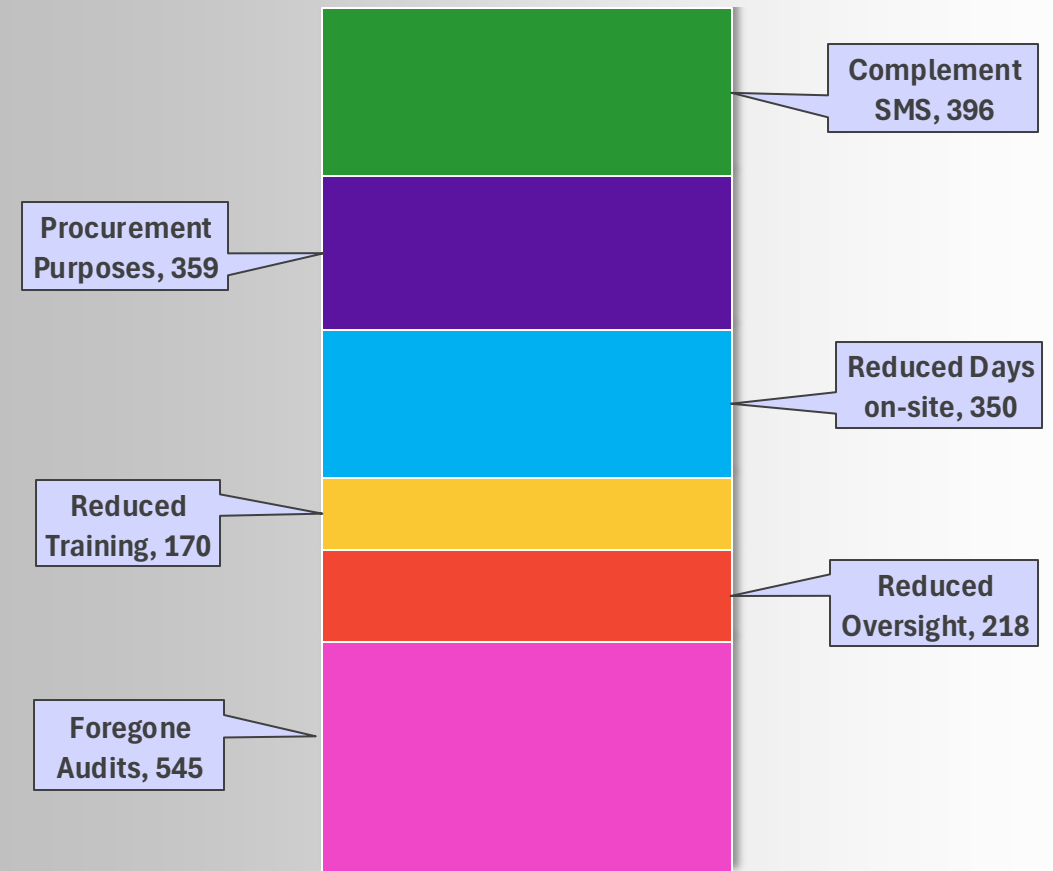 Complement
SMS, 396
Procurement
Purposes, 359
Reduced Days
on-site, 350
Reduced
Training, 170
Reduced
Oversight, 218
Foregone
Audits, 545